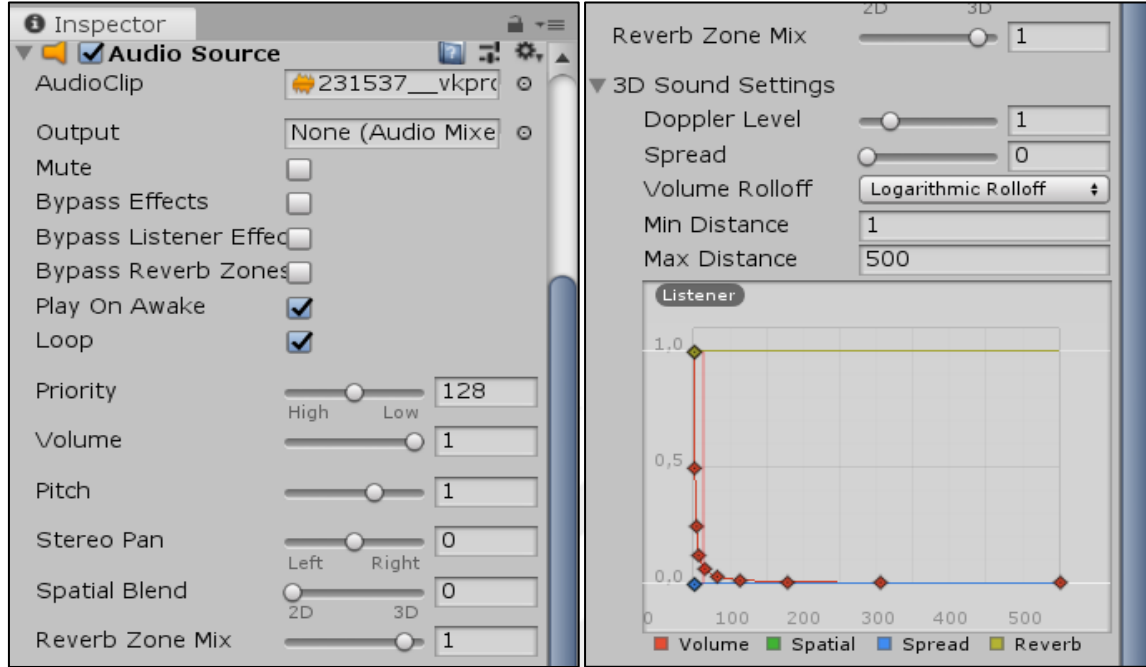 Inspector
Audio Source
AudioClip 231537__vkpro
Output None (Audio Mixe
Mute
Bypass Effects
Bypass Listener Effec
Bypass Reverb Zones
Play On Awake
Loop
Priority 128
High Low
Volume 1
Pitch 1
Stereo Pan 0
Left Right
Spatial Blend 0
2D 3D
Reverb Zone Mix 1
2D 3D
Reverb Zone Mix 1
3D Sound Settings
Doppler Level 1
Spread 0
Volume Rolloff Logarithmic Rolloff
Min Distance 1
Max Distance 500
Listener
1,0
0,5
0,0
0 100 200 300 400 500
Volume Spatial Spread Reverb